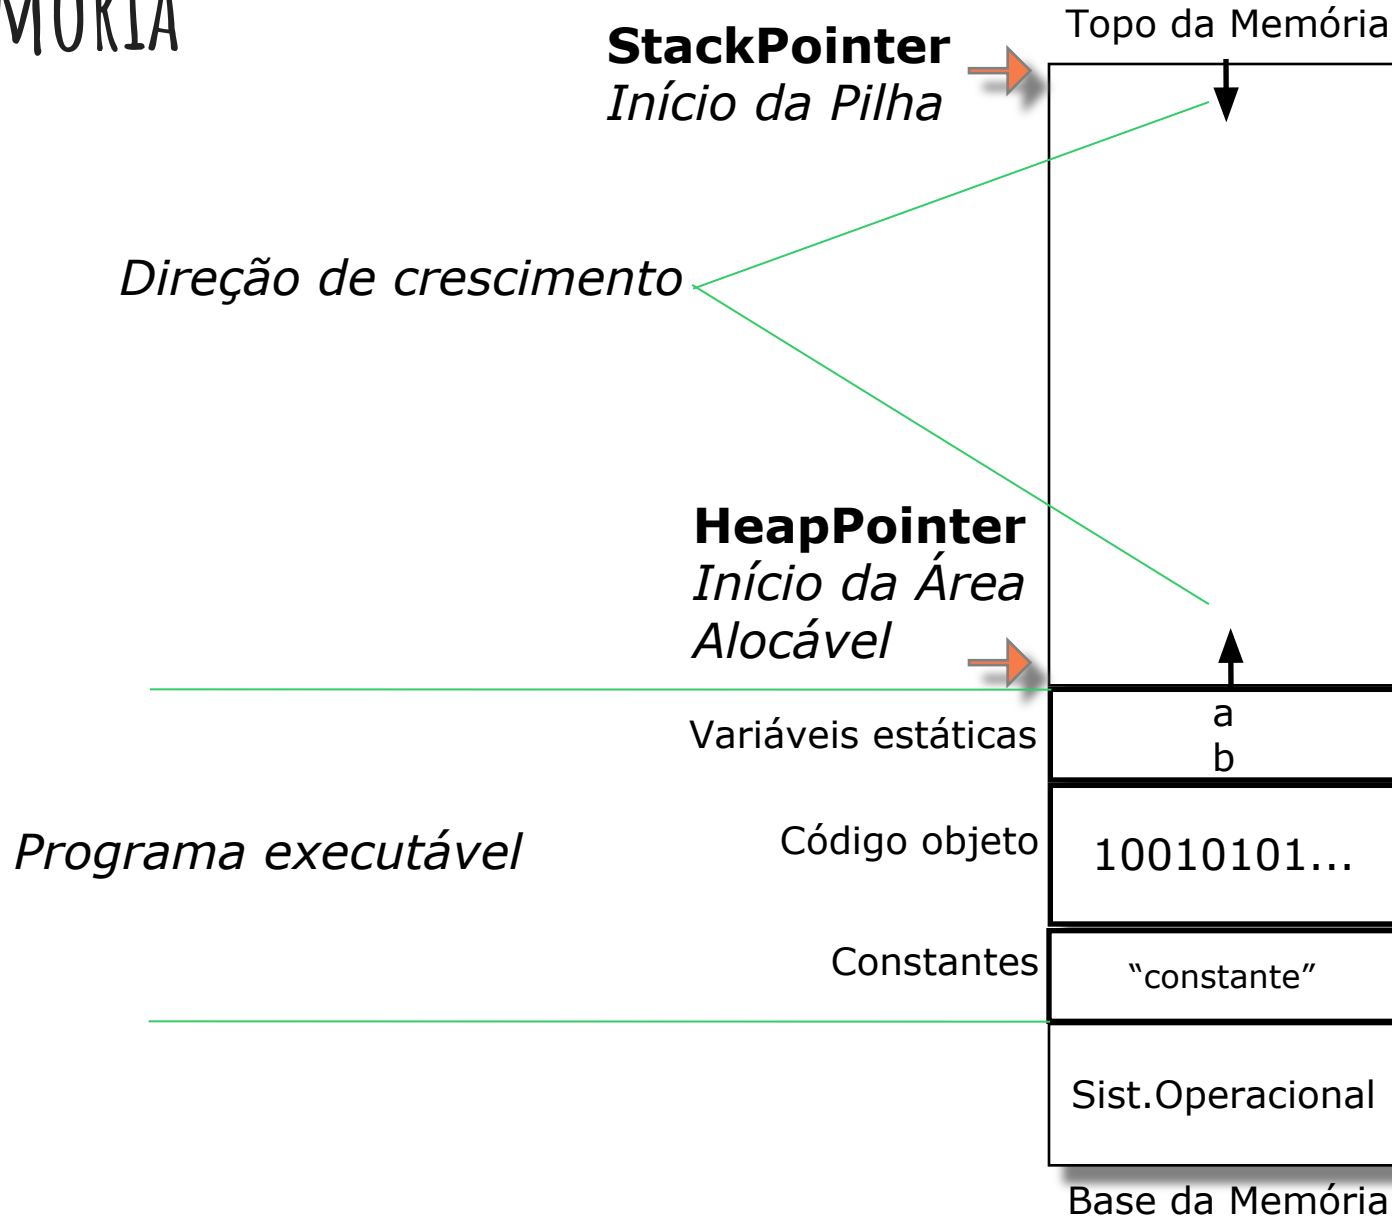 StackPointer
Início da Pilha
Topo da Memória
Direção de crescimento
HeapPointer
Início da Área
Alocável
Variáveis estáticas
a
b
Programa executável
Código objeto
10010101...
Constantes
“constante”
Sist.Operacional
Base da Memória